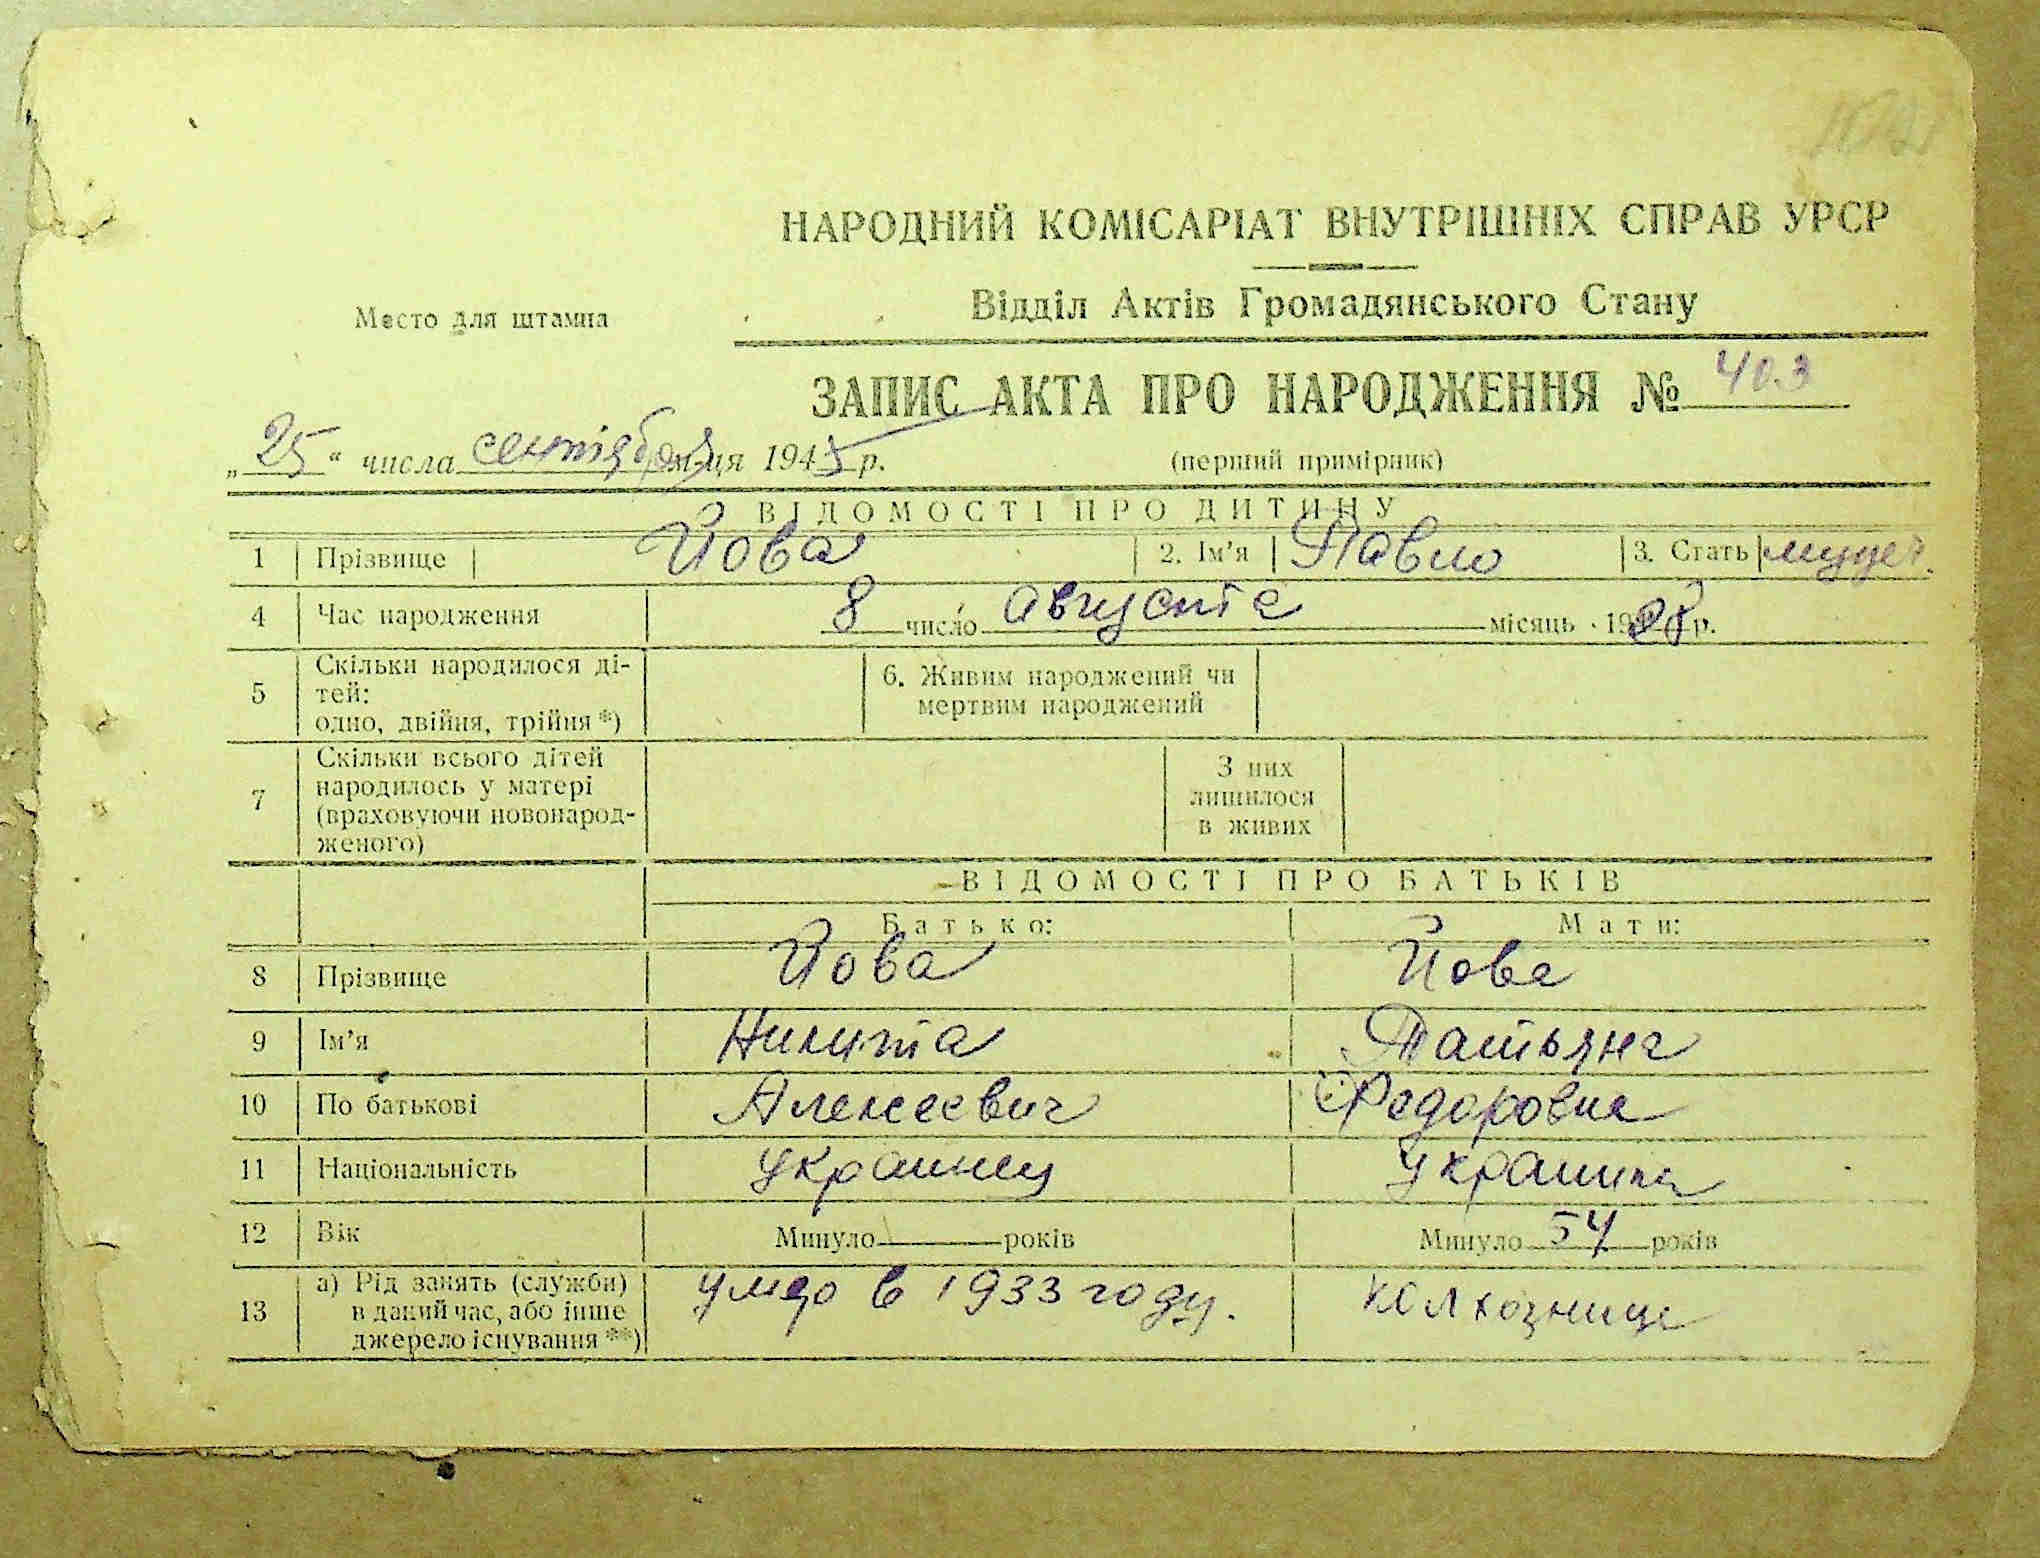 НАРОДНИЙ КОМІСАРІАТ ВНУТРІШНІХ СПРАВ УРСР
Место для штампа
Відділ Актів Громадянського Стану
ЗАПИС АКТА ПРО НАРОДЖЕННЯ № 403
„25“ числа сентября м-ця 1945 р.
(перший примірник)
ВІДОМОСТІ ПРО ДИТИНУ
1 Прізвище Йова 2. Ім'я Павло 3. Стать
4 Час народження 8 число августа місяць 1928 р.
5 Скільки народилося ді-
тей:
одно, двійня, трійня *)
6. Живим народжений чи
мертвим народжений
7 Скільки всього дітей
народилось у матері
(враховуючи новонарод-
женого)
З них
лишилося
в живих
ВІДОМОСТІ ПРО БАТЬКІВ
Батько: Мати:
8 Прізвище Йова Йова
9 Ім'я Никита Татьяна
10 По батькові Алексеевич Федоровна
11 Національність Украинец Украинка
12 Вік Минуло років Минуло 54 років
13 а) Рід занять (служби)
в даний час, або інше
джерело існування **)
умер в 1933 году. колхозница